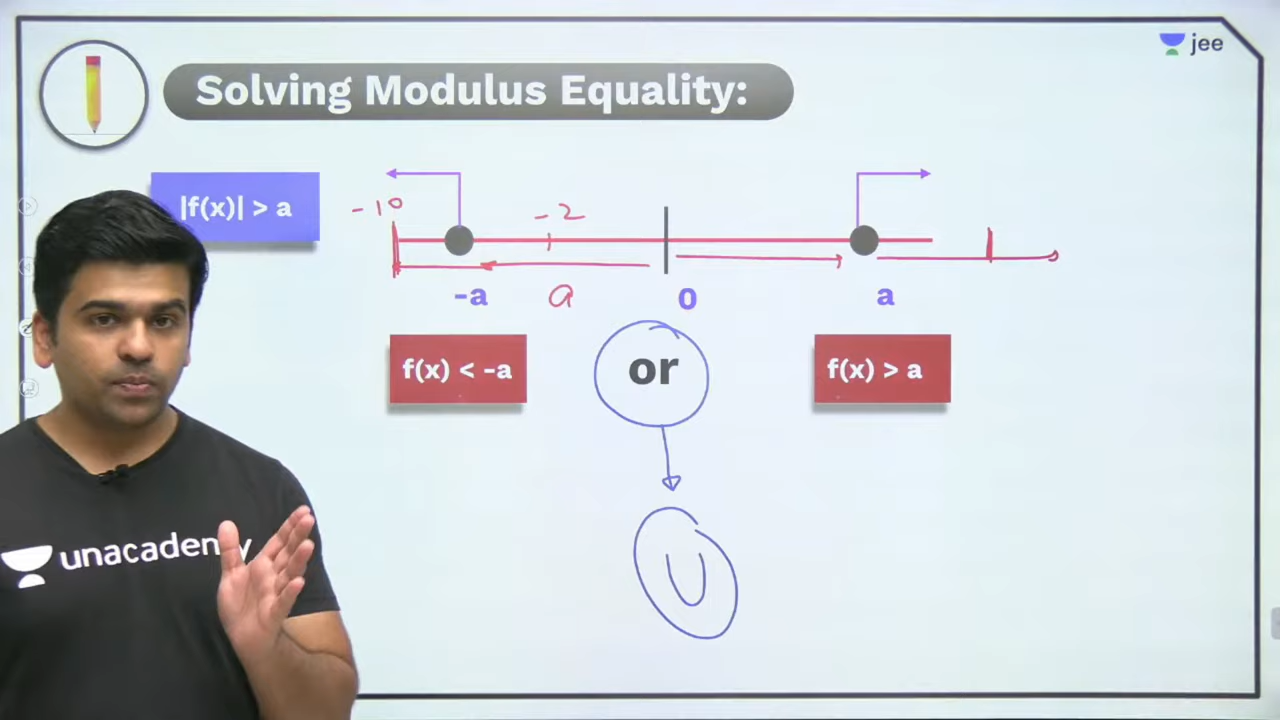 jee
Solving Modulus Equality:
|f(x)| > a
-10
-2
-a
a
0
a
f(x) < -a
or
f(x) > a
U
unacademy